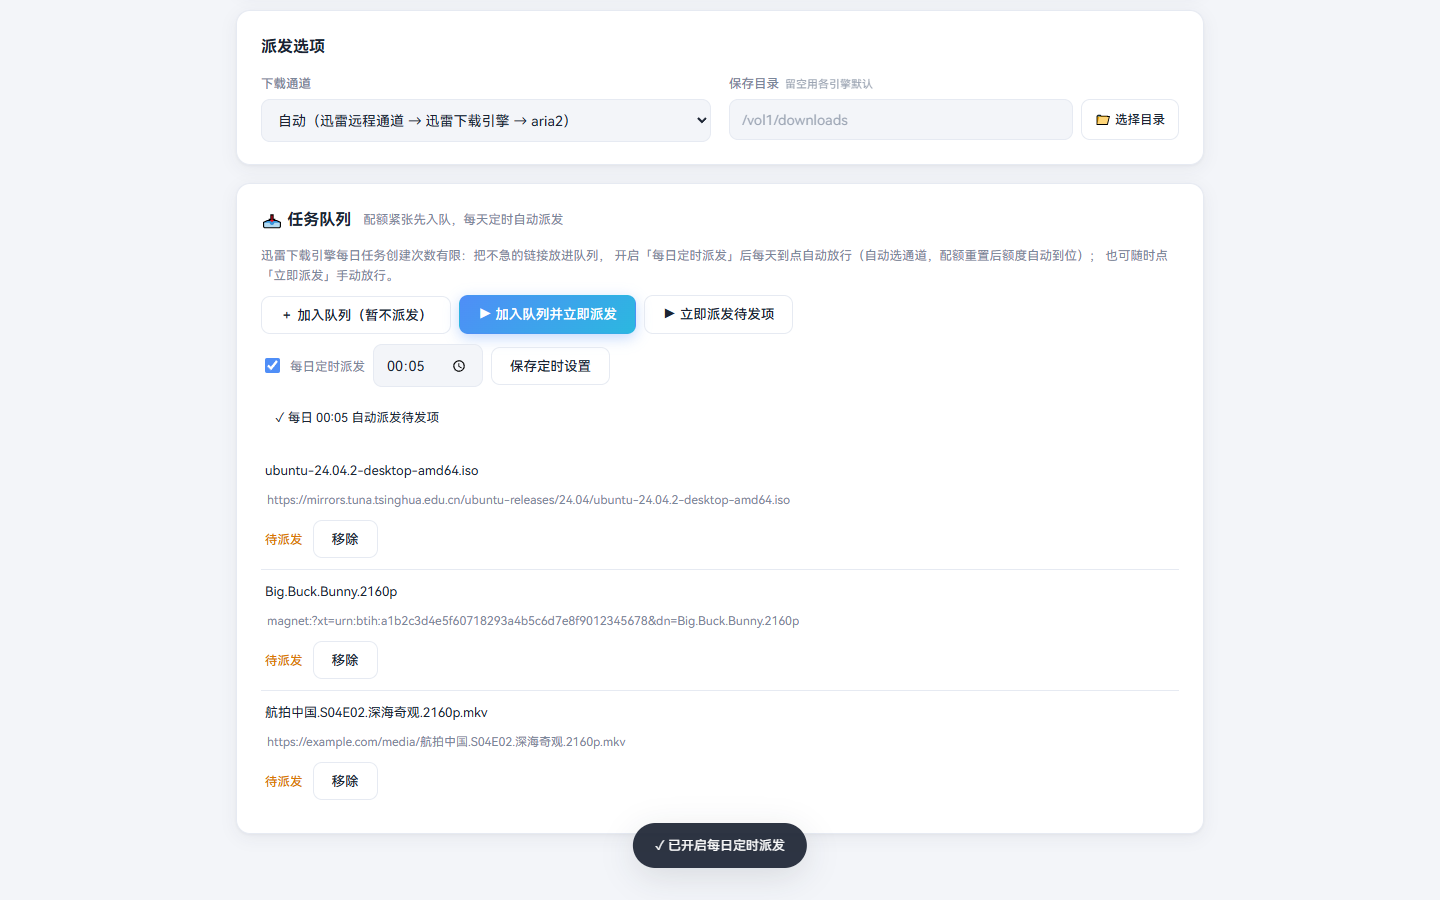 派发选项
下载通道
保存目录 留空用各引擎默认
自动（迅雷远程通道 → 迅雷下载引擎 → aria2）
/vol1/downloads
选择目录
任务队列 配额紧张先入队，每天定时自动派发
迅雷下载引擎每日任务创建次数有限：把不急的链接放进队列， 开启「每日定时派发」后每天到点自动放行（自动选通道，配额重置后额度自动到位）； 也可随时点
「立即派发」手动放行。
+ 加入队列（暂不派发）
▶ 加入队列并立即派发
▶ 立即派发待发项
每日定时派发
00:05
保存定时设置
✓ 每日 00:05 自动派发待发项
ubuntu-24.04.2-desktop-amd64.iso
https://mirrors.tuna.tsinghua.edu.cn/ubuntu-releases/24.04/ubuntu-24.04.2-desktop-amd64.iso
待派发 移除
Big.Buck.Bunny.2160p
magnet:?xt=urn:btih:a1b2c3d4e5f60718293a4b5c6d7e8f9012345678&dn=Big.Buck.Bunny.2160p
待派发 移除
航拍中国.S04E02.深海奇观.2160p.mkv
https://example.com/media/航拍中国.S04E02.深海奇观.2160p.mkv
待派发 移除
✓ 已开启每日定时派发